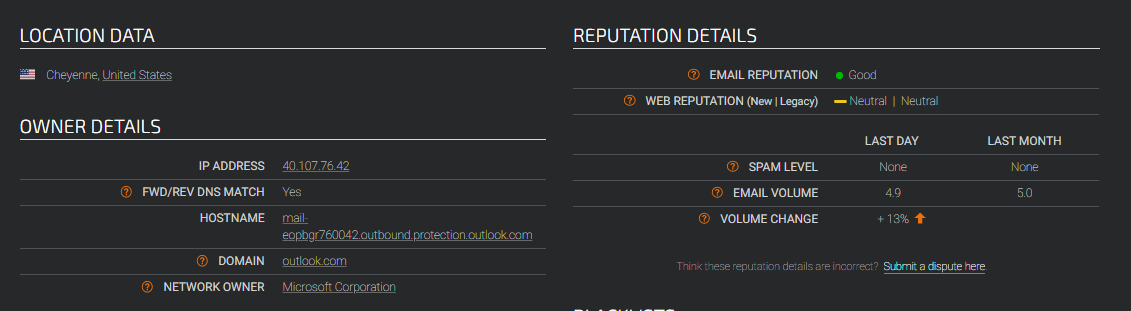 LOCATION DATA
Cheyenne, United States
OWNER DETAILS
IP ADDRESS 40.107.76.42
FWD/REV DNS MATCH Yes
HOSTNAME mail-
eopbgr760042.outbound.protection.outlook.com
DOMAIN outlook.com
NETWORK OWNER Microsoft Corporation
REPUTATION DETAILS
EMAIL REPUTATION Good
WEB REPUTATION (New | Legacy) Neutral | Neutral
LAST DAY LAST MONTH
SPAM LEVEL None None
EMAIL VOLUME 4.9 5.0
VOLUME CHANGE + 13%
Think these reputation details are incorrect? Submit a dispute here.